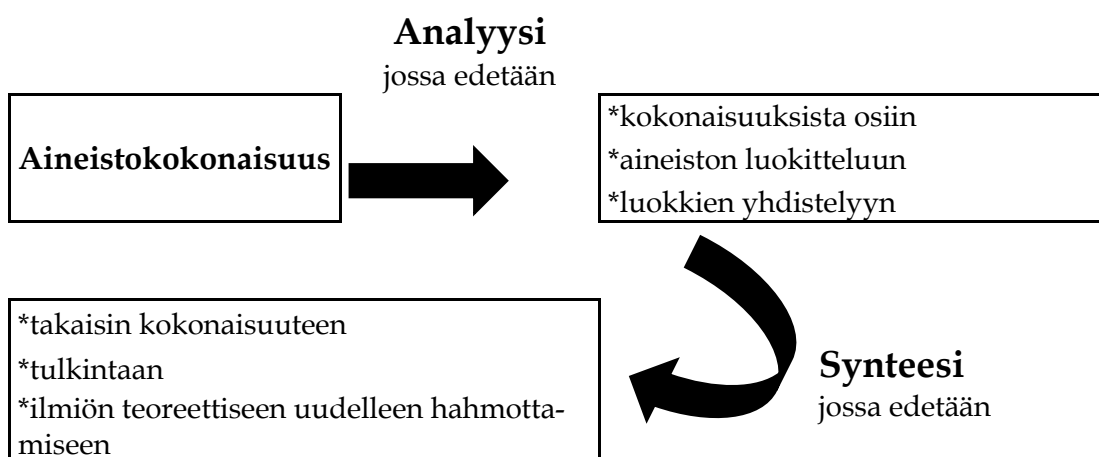 Analyysi
jossa edetään
Aineistokokonaisuus
*kokonaisuuksista osiin
*aineiston luokitteluun
*luokkien yhdistelyyn
Synteesi
jossa edetään
*takaisin kokonaisuuteen
*tulkintaan
*ilmiön teoreettiseen uudelleen hahmotta-
miseen